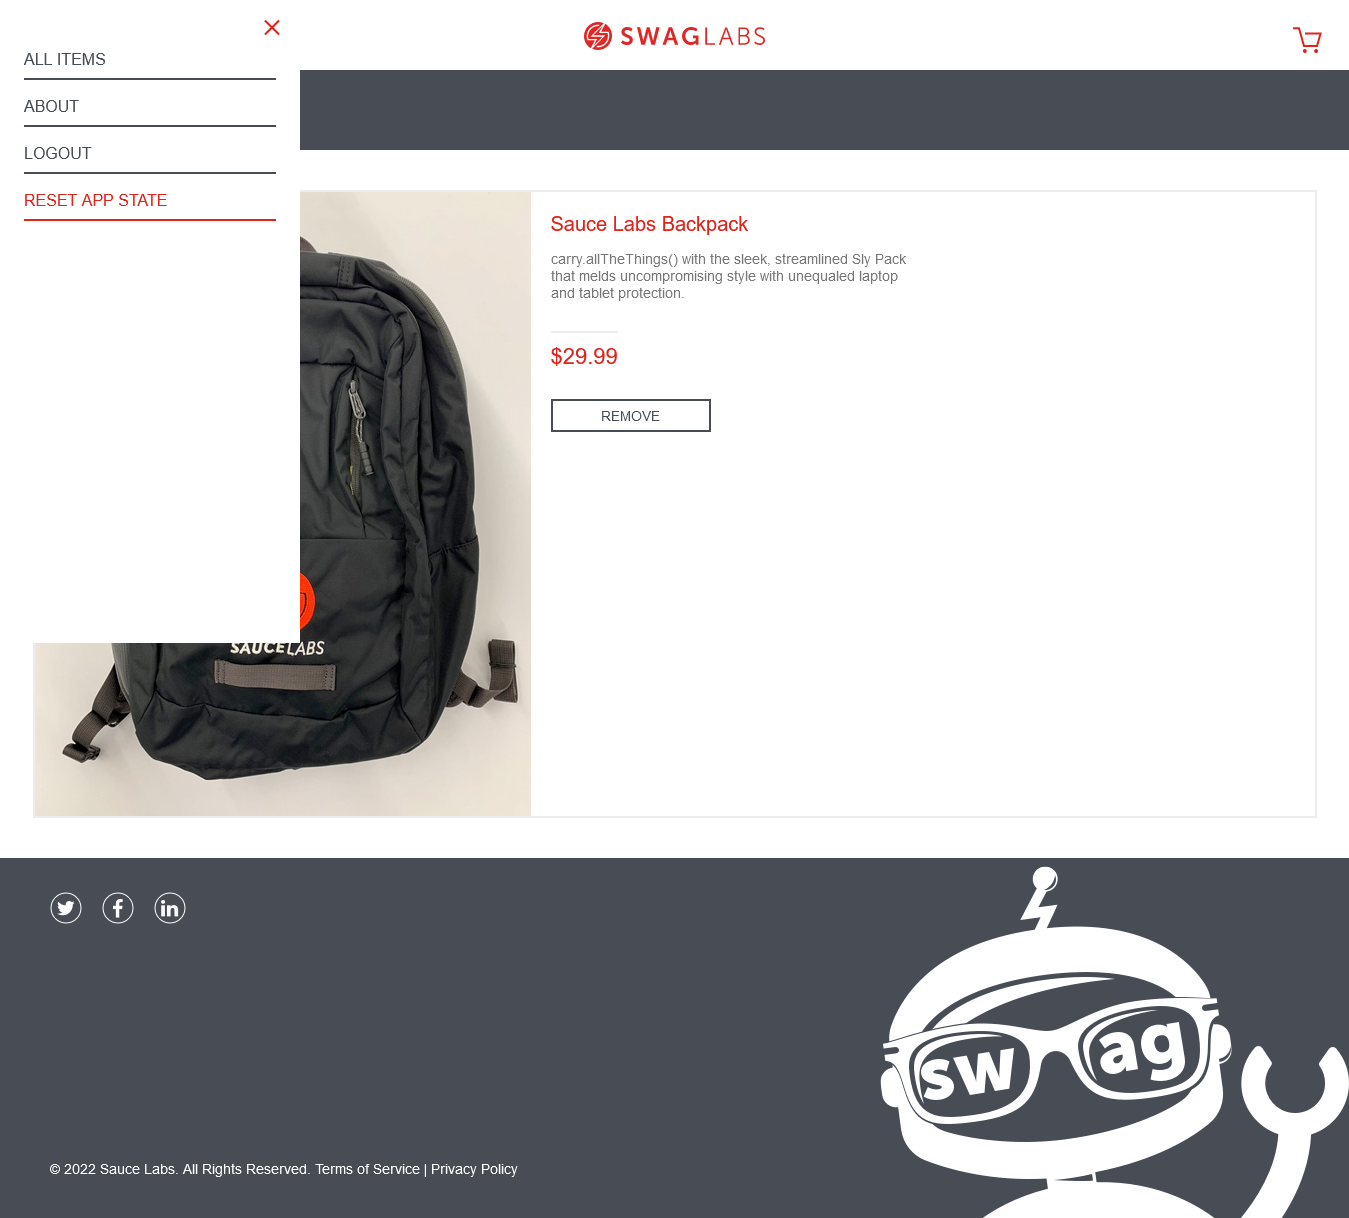 ALL ITEMS
ABOUT
LOGOUT
RESET APP STATE
SWAGLABS
Sauce Labs Backpack
carry.allTheThings() with the sleek, streamlined Sly Pack
that melds uncompromising style with unequaled laptop
and tablet protection.
$29.99
REMOVE
SAUCELABS
swag
© 2022 Sauce Labs. All Rights Reserved. Terms of Service | Privacy Policy